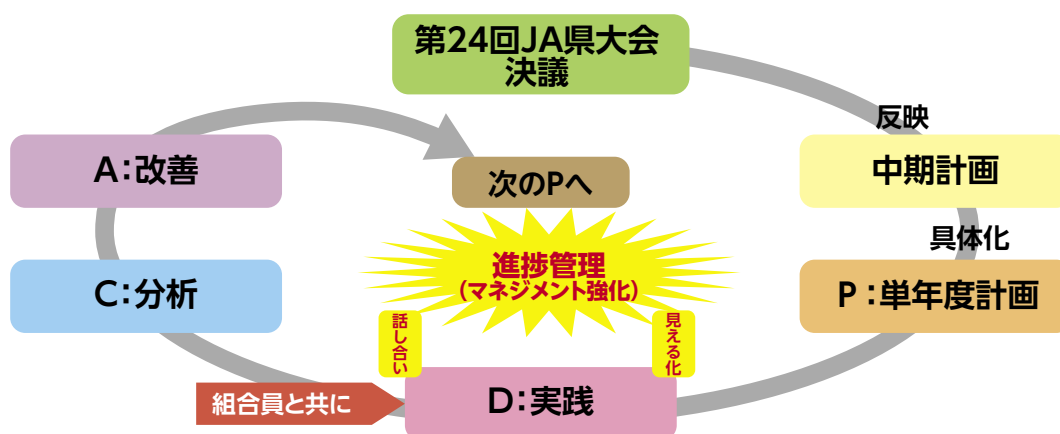 第24回JA県大会
決議
反映
中期計画
具体化
P：単年度計画
A：改善
次のPへ
C：分析
進捗管理
（マネジメント強化）
話し合い
見える化
D：実践
組合員と共に